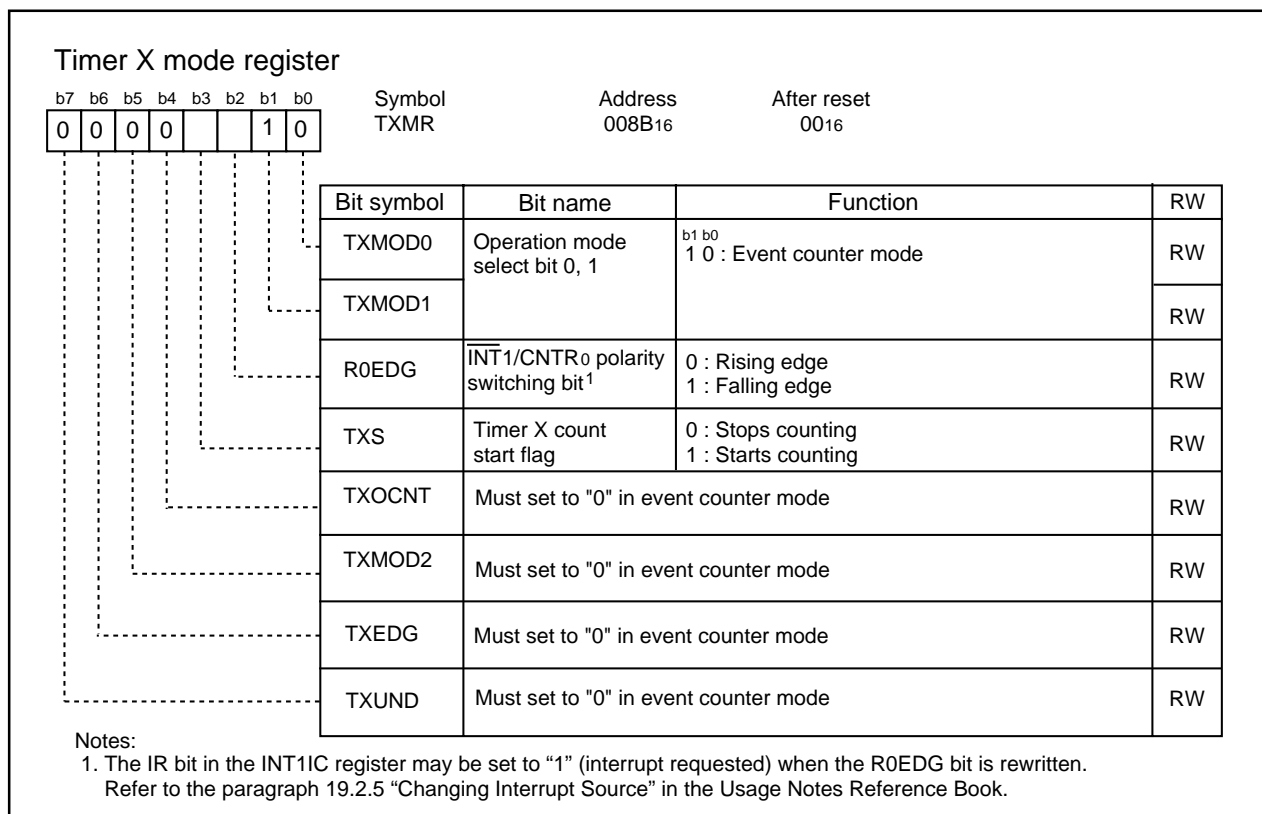 Timer X mode register
b7 b6 b5 b4 b3 b2 b1 b0 Symbol Address After reset
0 0 0 0 1 0 TXMR 008B16 0016
Bit symbol Bit name Function RW
TXMOD0 Operation mode select bit 0, 1 b1 b0
1 0 : Event counter mode RW
TXMOD1 RW
R0EDG INT1/CNTR0 polarity 0 : Rising edge RW
switching bit1 1 : Falling edge
TXS Timer X count 0 : Stops counting RW
start flag 1 : Starts counting
TXOCNT Must set to "0" in event counter mode RW
TXMOD2 Must set to "0" in event counter mode RW
TXEDG Must set to "0" in event counter mode RW
TXUND Must set to "0" in event counter mode RW
Notes:
1. The IR bit in the INT1IC register may be set to “1” (interrupt requested) when the R0EDG bit is rewritten.
Refer to the paragraph 19.2.5 “Changing Interrupt Source” in the Usage Notes Reference Book.